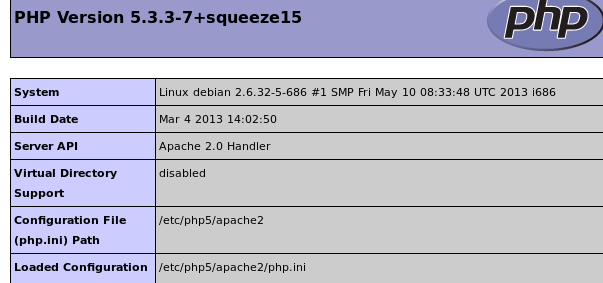 PHP Version 5.3.3-7+squeeze15
php
System Linux debian 2.6.32-5-686 #1 SMP Fri May 10 08:33:48 UTC 2013 i686
Build Date Mar 4 2013 14:02:50
Server API Apache 2.0 Handler
Virtual Directory disabled
Support
Configuration File /etc/php5/apache2
(php.ini) Path
Loaded Configuration /etc/php5/apache2/php.ini